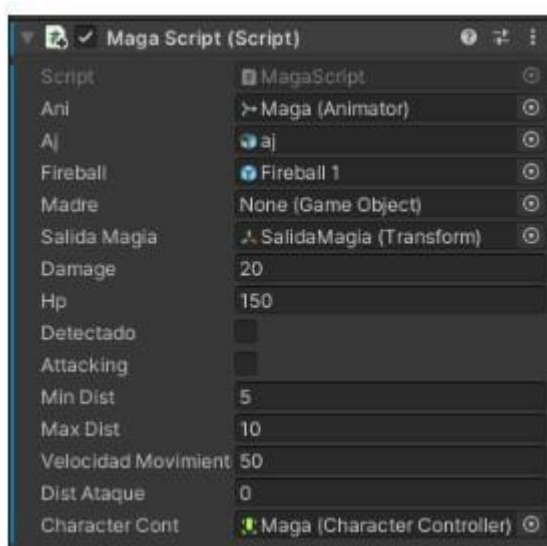 Maga Script (Script)
Script MagaScript
Ani Maga (Animator)
Aj aj
Fireball Fireball 1
Madre None (Game Object)
Salida Magia SalidaMagia (Transform)
Damage 20
Hp 150
Detectado
Attacking
Min Dist 5
Max Dist 10
Velocidad Movimient 50
Dist Ataque 0
Character Cont Maga (Character Controller)